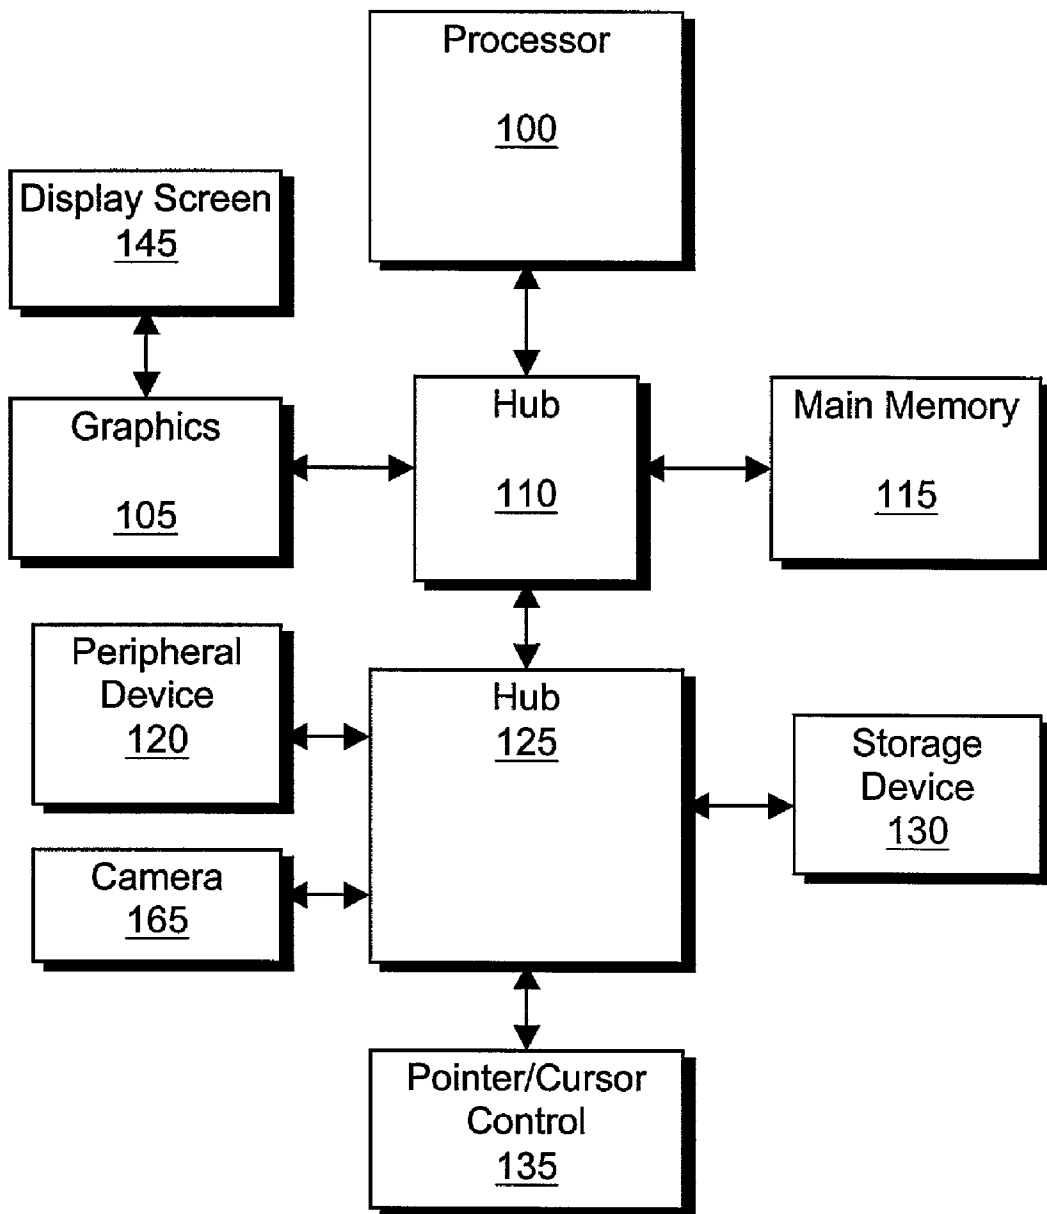 Processor
100
Display Screen
145
Graphics
105
Hub
110
Main Memory
115
Peripheral
Device
120
Hub
125
Storage
Device
130
Camera
165
Pointer/Cursor
Control
135